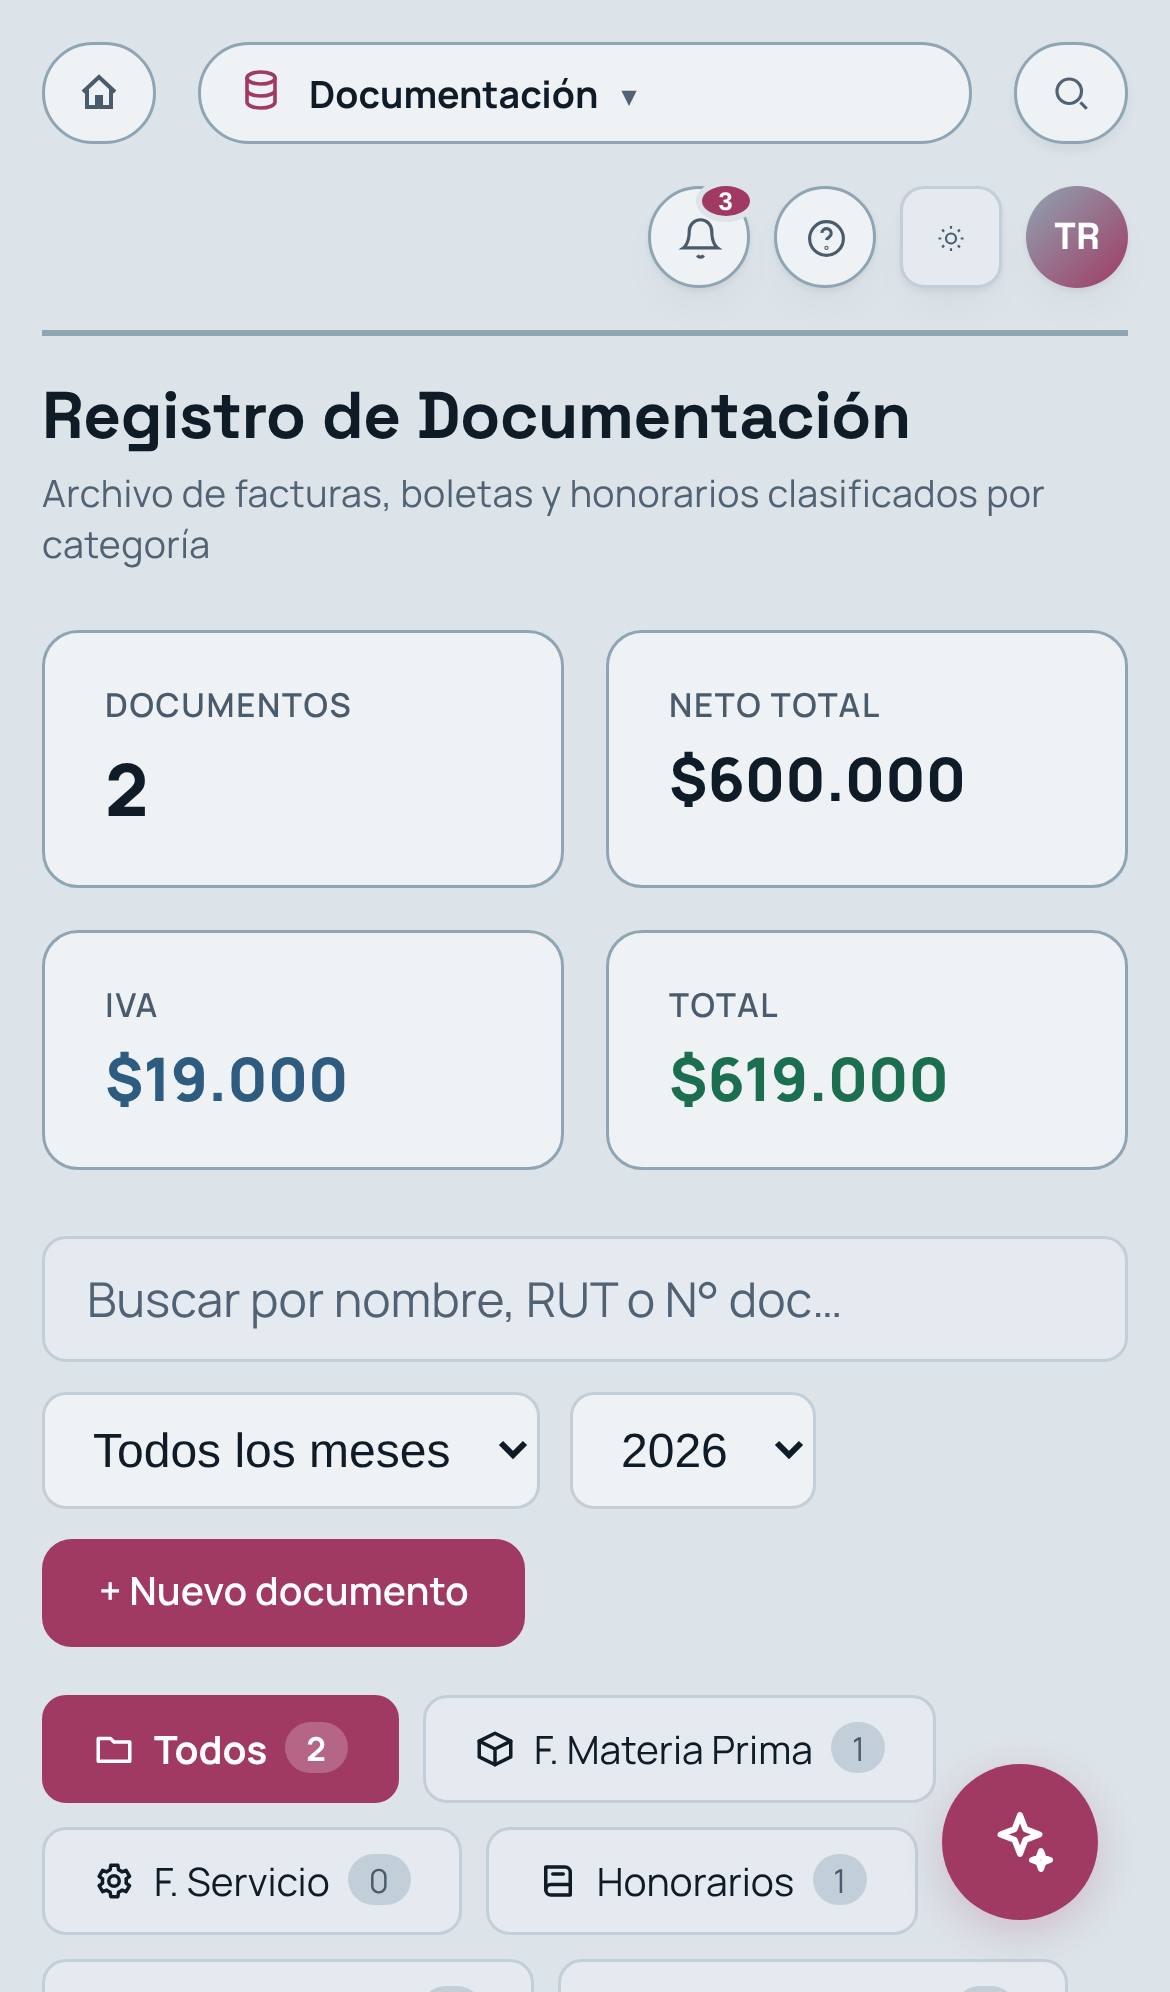 Documentación ▾
3
TR
Registro de Documentación
Archivo de facturas, boletas y honorarios clasificados por
categoría
DOCUMENTOS
2
NETO TOTAL
$600.000
IVA
$19.000
TOTAL
$619.000
Buscar por nombre, RUT o N° doc...
Todos los meses
2026
+ Nuevo documento
Todos 2
F. Materia Prima 1
F. Servicio 0
Honorarios 1